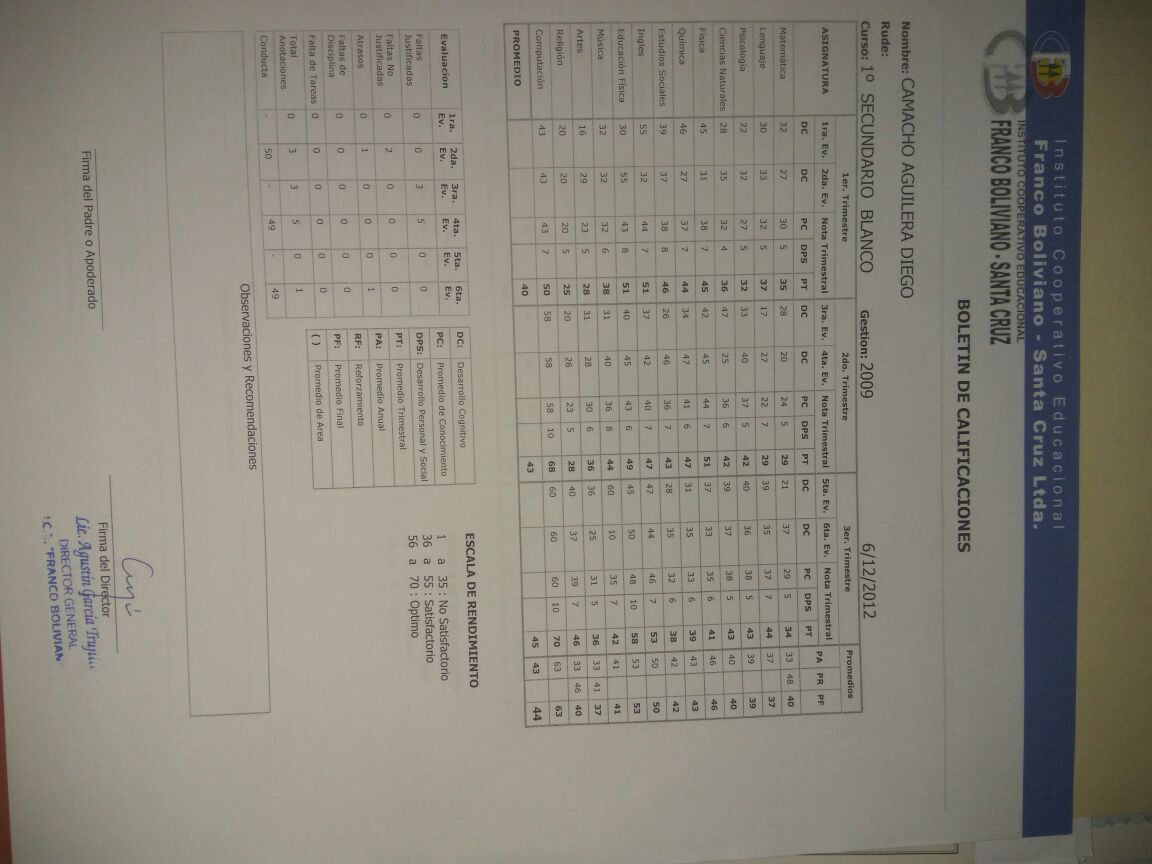 Instituto Cooperativo Educacional
Franco Boliviano - Santa Cruz Ltda.
INSTITUTO COOPERATIVO EDUCACIONAL
FRANCO BOLIVIANO - SANTA CRUZ
BOLETIN DE CALIFICACIONES
Nombre: CAMACHO AGUILERA DIEGO
Rude:
Curso: 1º SECUNDARIO BLANCO Gestion: 2009 6/12/2012
1er. Trimestre 2do. Trimestre 3er. Trimestre Promedios
ASIGNATURA 1ra. Ev. 2da. Ev. Nota Trimestral 3ra. Ev. 4ta. Ev. Nota Trimestral 5ta. Ev. 6ta. Ev. Nota Trimestral PA PR PF
DC DC PC DPS PT DC DC PC DPS PT DC DC PC DPS PT
Matemática 32 27 30 5 35 28 20 24 5 29 21 37 29 5 34 33 48 40
Lenguaje 30 33 32 5 37 17 27 22 7 29 39 35 37 7 44 37 37
Psicologia 22 32 27 5 32 33 40 37 5 42 40 36 38 5 43 39 39
Ciencias Naturales 28 35 32 4 36 47 25 36 6 42 39 37 38 5 43 40 40
Fisica 45 31 38 7 45 42 45 44 7 51 37 33 35 6 41 46 46
Quimica 46 27 37 7 44 34 47 41 6 47 31 35 33 6 39 43 43
Estudios Sociales 39 37 38 8 46 26 46 36 7 43 28 35 32 6 38 42 42
Ingles 55 32 44 7 51 37 42 40 7 47 47 44 46 7 53 50 50
Educación Física 30 55 43 8 51 40 45 43 6 49 45 50 48 10 58 53 53
Música 32 32 32 6 38 31 40 36 8 44 60 10 35 7 42 41 41
Artes 16 29 23 5 28 31 28 30 6 36 36 25 31 5 36 33 41 37
Religión 20 20 20 5 25 20 26 23 5 28 40 37 39 7 46 33 46 40
Computación 43 43 43 7 50 58 58 58 10 68 60 60 60 10 70 63 63
PROMEDIO 40 43 45 43 44
Evaluacion 1ra. Ev. 2da. Ev. 3ra. Ev. 4ta. Ev. 5ta. Ev. 6ta. Ev.
Faltas Justificadas 0 0 3 5 0 0
Faltas No Justificadas 0 2 0 0 0 0
Atrasos 0 1 0 0 0 1
Faltas de Disciplina 0 0 0 0 0 0
Falta de Tareas 0 0 0 0 0 0
Total Anotaciones 0 3 3 5 0 1
Conducta - 50 - 49 - 49
DC: Desarrollo Cognitivo
PC: Promedio de Conocimiento
DPS: Desarrollo Personal y Social
PT: Promedio Trimestral
PA: Promedio Anual
RF: Reforzamiento
PF: Promedio Final
( ) Promedio de Area
ESCALA DE RENDIMIENTO
1 a 35 : No Satisfactorio
36 a 55 : Satisfactorio
56 a 70 : Optimo
Observaciones y Recomendaciones
Firma del Padre o Apoderado
Firma del Director
Lic. Agustin Garcia
DIRECTOR GENERAL
"FRANCO BOLIVIAN